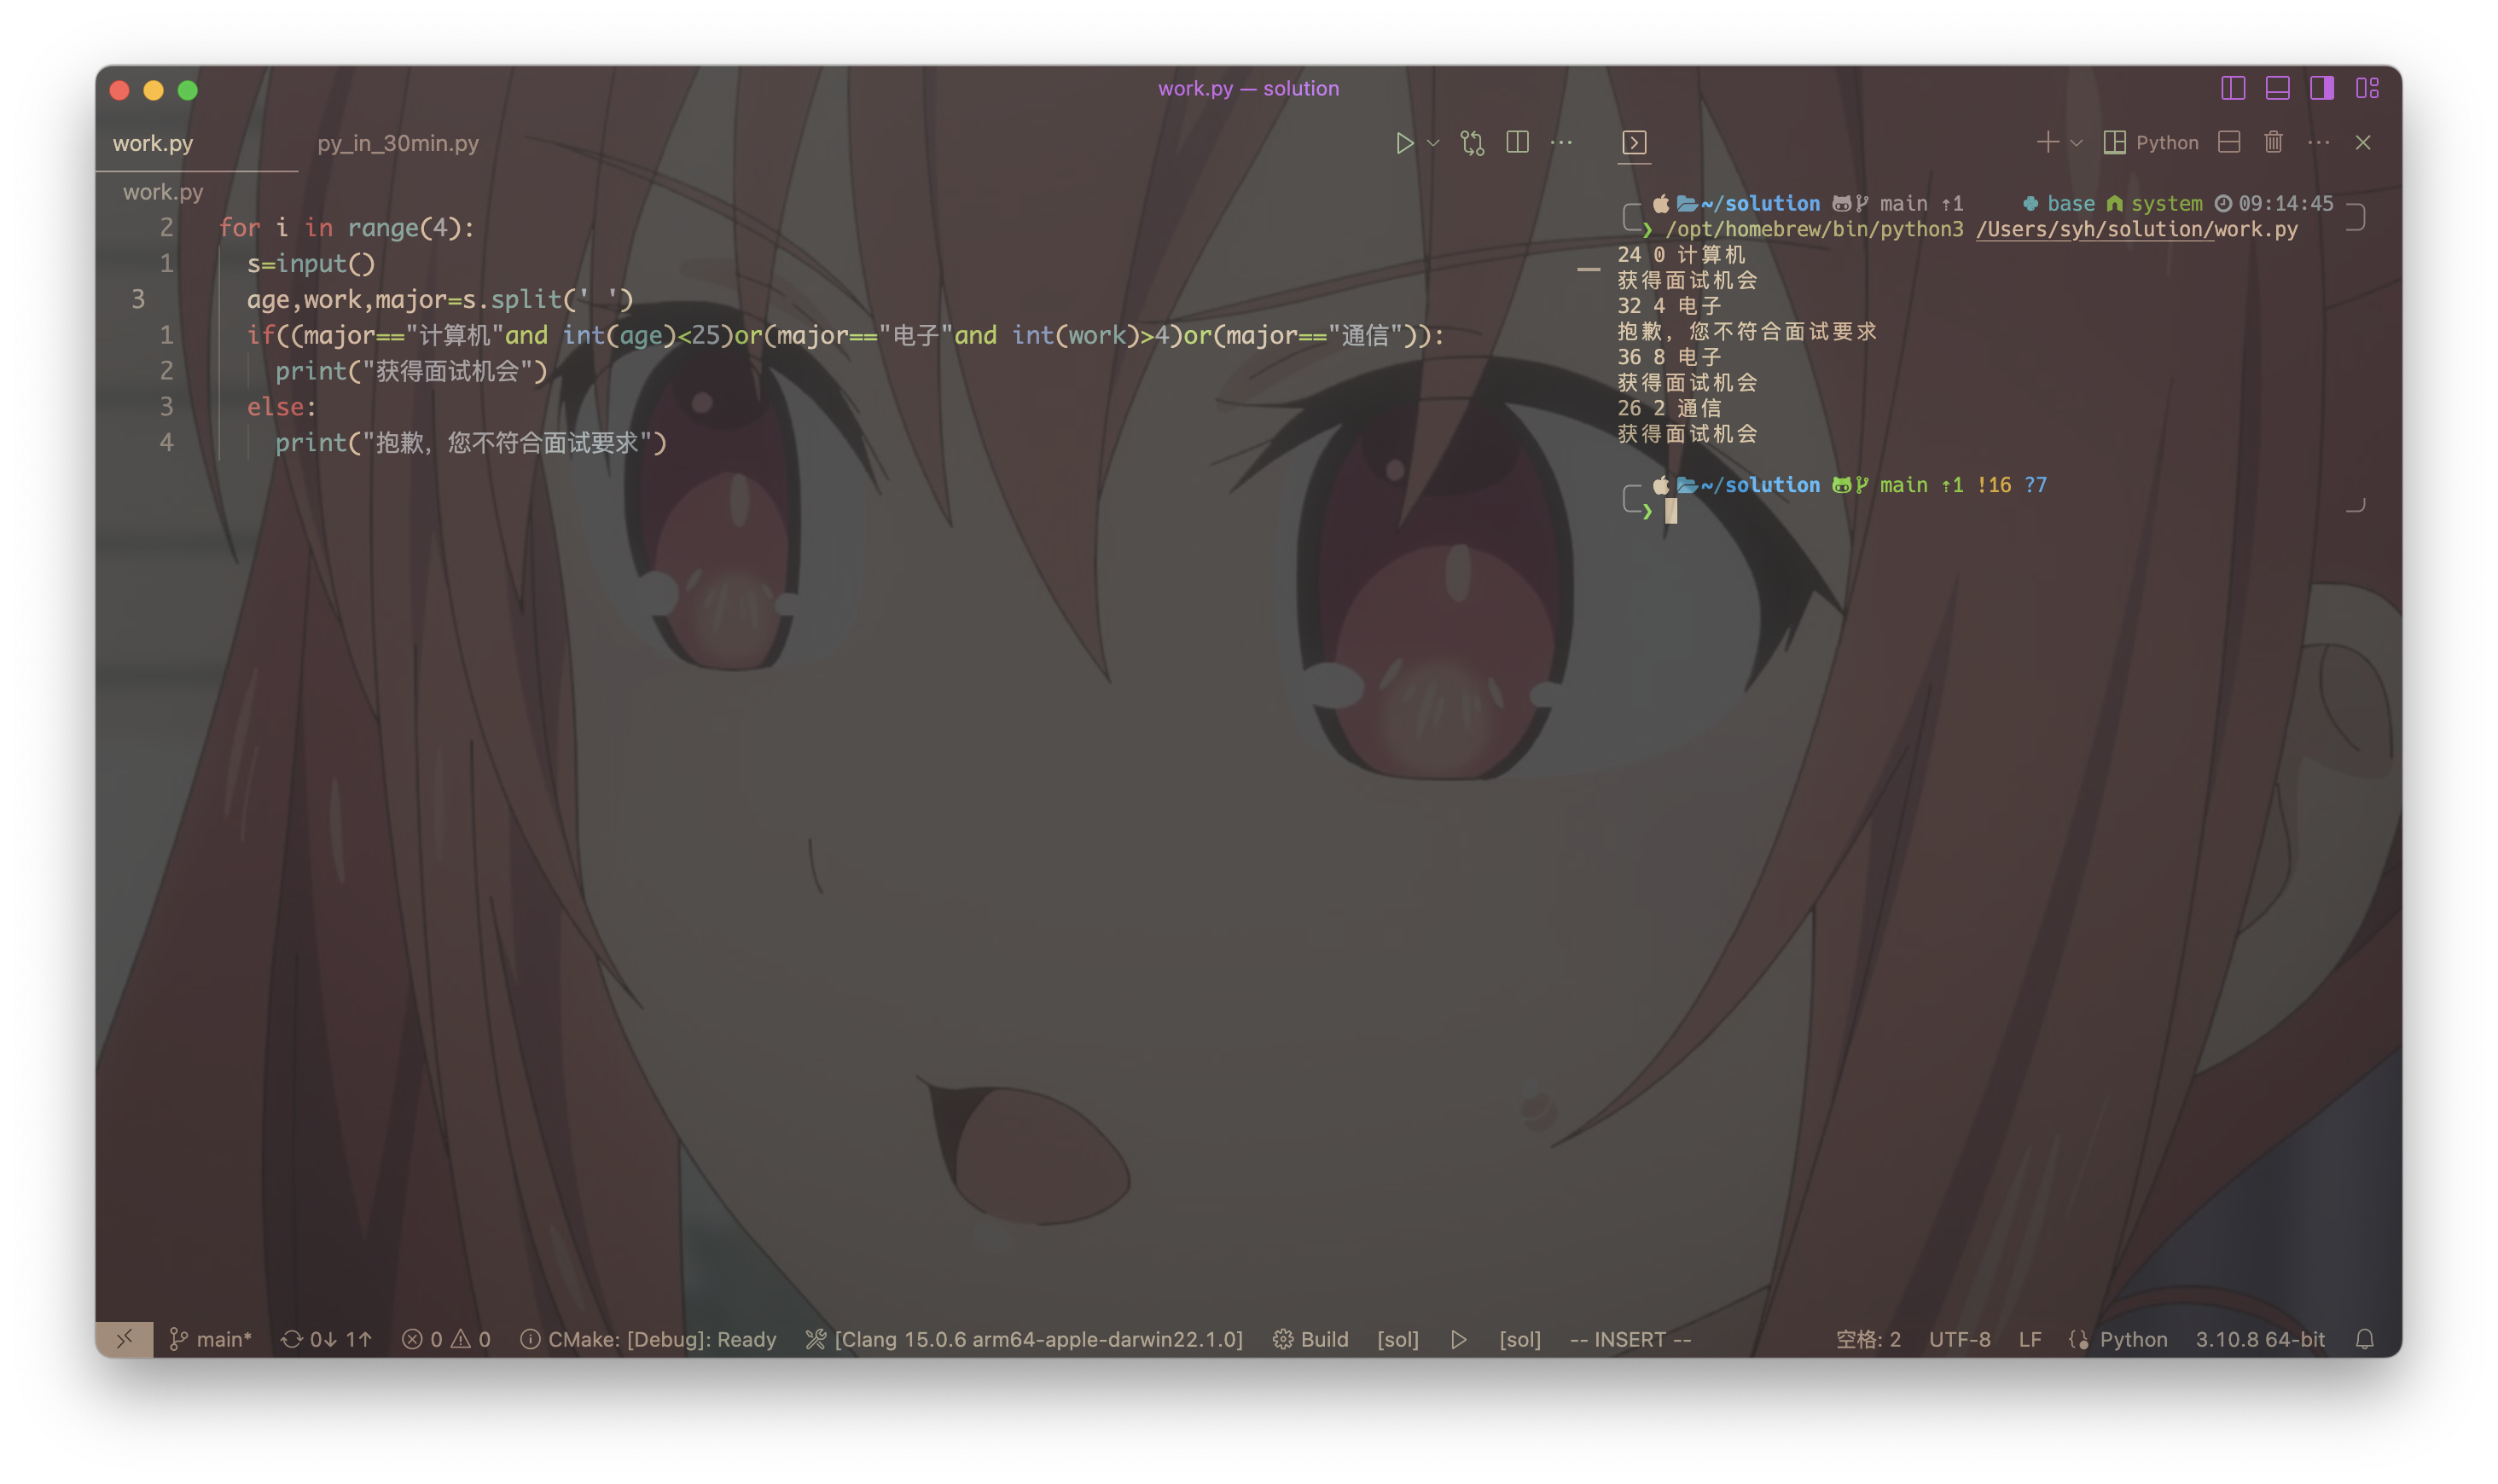 work.py — solution
work.py py_in_30min.py
work.py
2 for i in range(4):
1 s=input()
3 age,work,major=s.split(' ')
1 if((major=="计算机"and int(age)<25)or(major=="电子"and int(work)>4)or(major=="通信")):
2 print("获得面试机会")
3 else:
4 print("抱歉，您不符合面试要求")
Python
~/solution main ⇡1 base system 09:14:45
❯ /opt/homebrew/bin/python3 /Users/syh/solution/work.py
24 0 计算机
获得面试机会
32 4 电子
抱歉，您不符合面试要求
36 8 电子
获得面试机会
26 2 通信
获得面试机会
~/solution main ⇡1 !16 ?7
❯
main* 0↓ 1↑ 0 0 CMake: [Debug]: Ready [Clang 15.0.6 arm64-apple-darwin22.1.0] Build [sol] [sol] -- INSERT -- 空格: 2 UTF-8 LF Python 3.10.8 64-bit